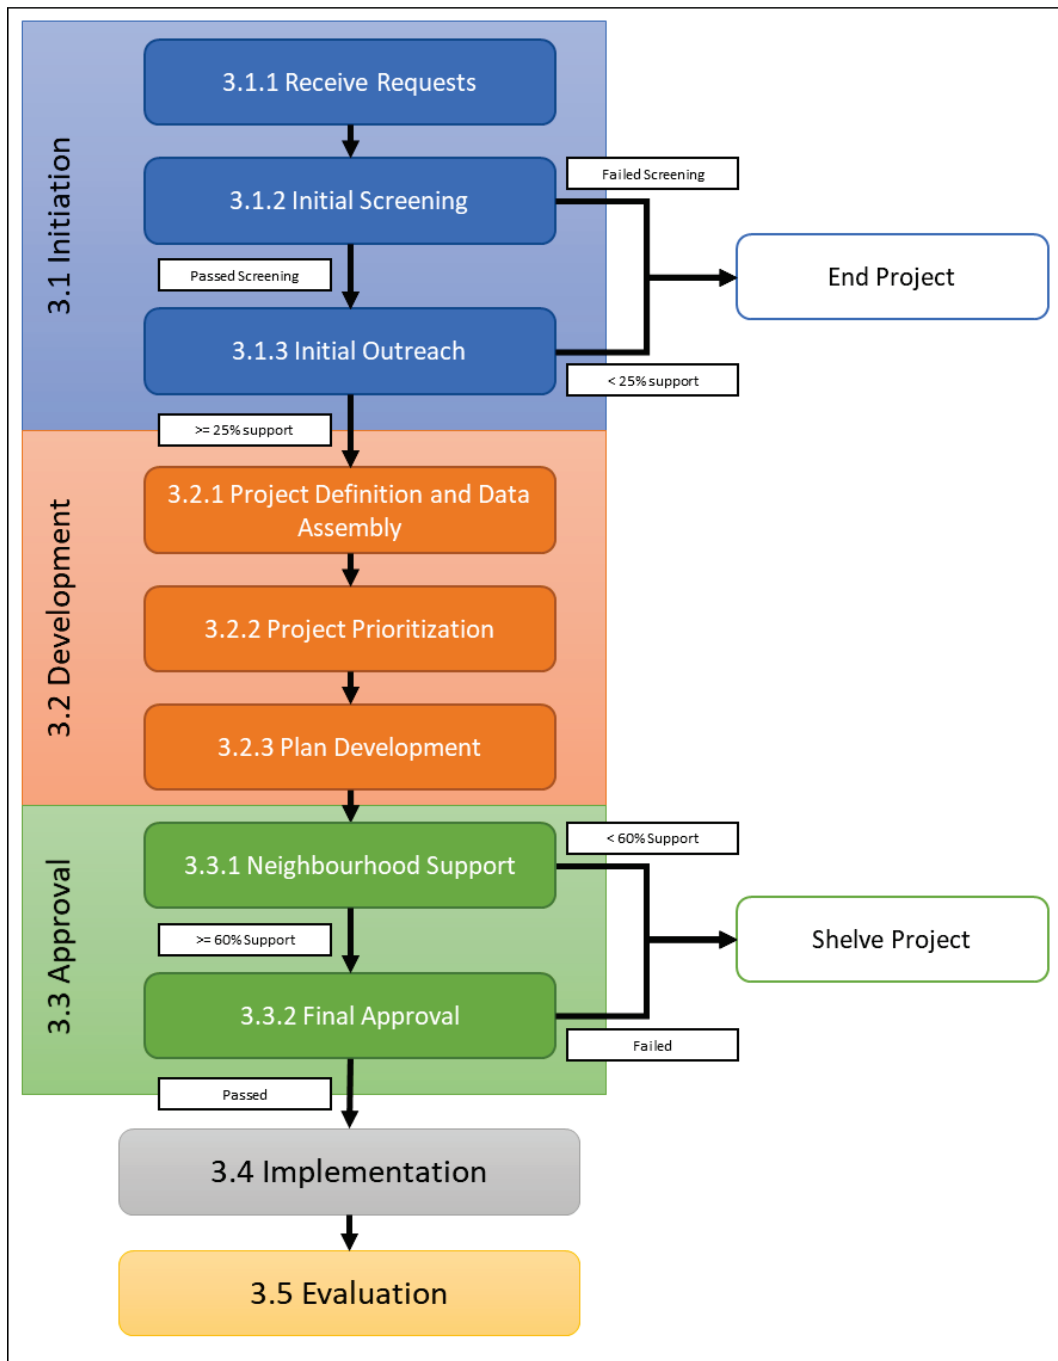 3.1 Initiation
3.1.1 Receive Requests
3.1.2 Initial Screening
Failed Screening
Passed Screening
End Project
3.1.3 Initial Outreach
< 25% support
>= 25% support
3.2 Development
3.2.1 Project Definition and Data
Assembly
3.2.2 Project Prioritization
3.2.3 Plan Development
3.3 Approval
3.3.1 Neighbourhood Support
< 60% Support
>= 60% Support
Shelve Project
3.3.2 Final Approval
Failed
Passed
3.4 Implementation
3.5 Evaluation